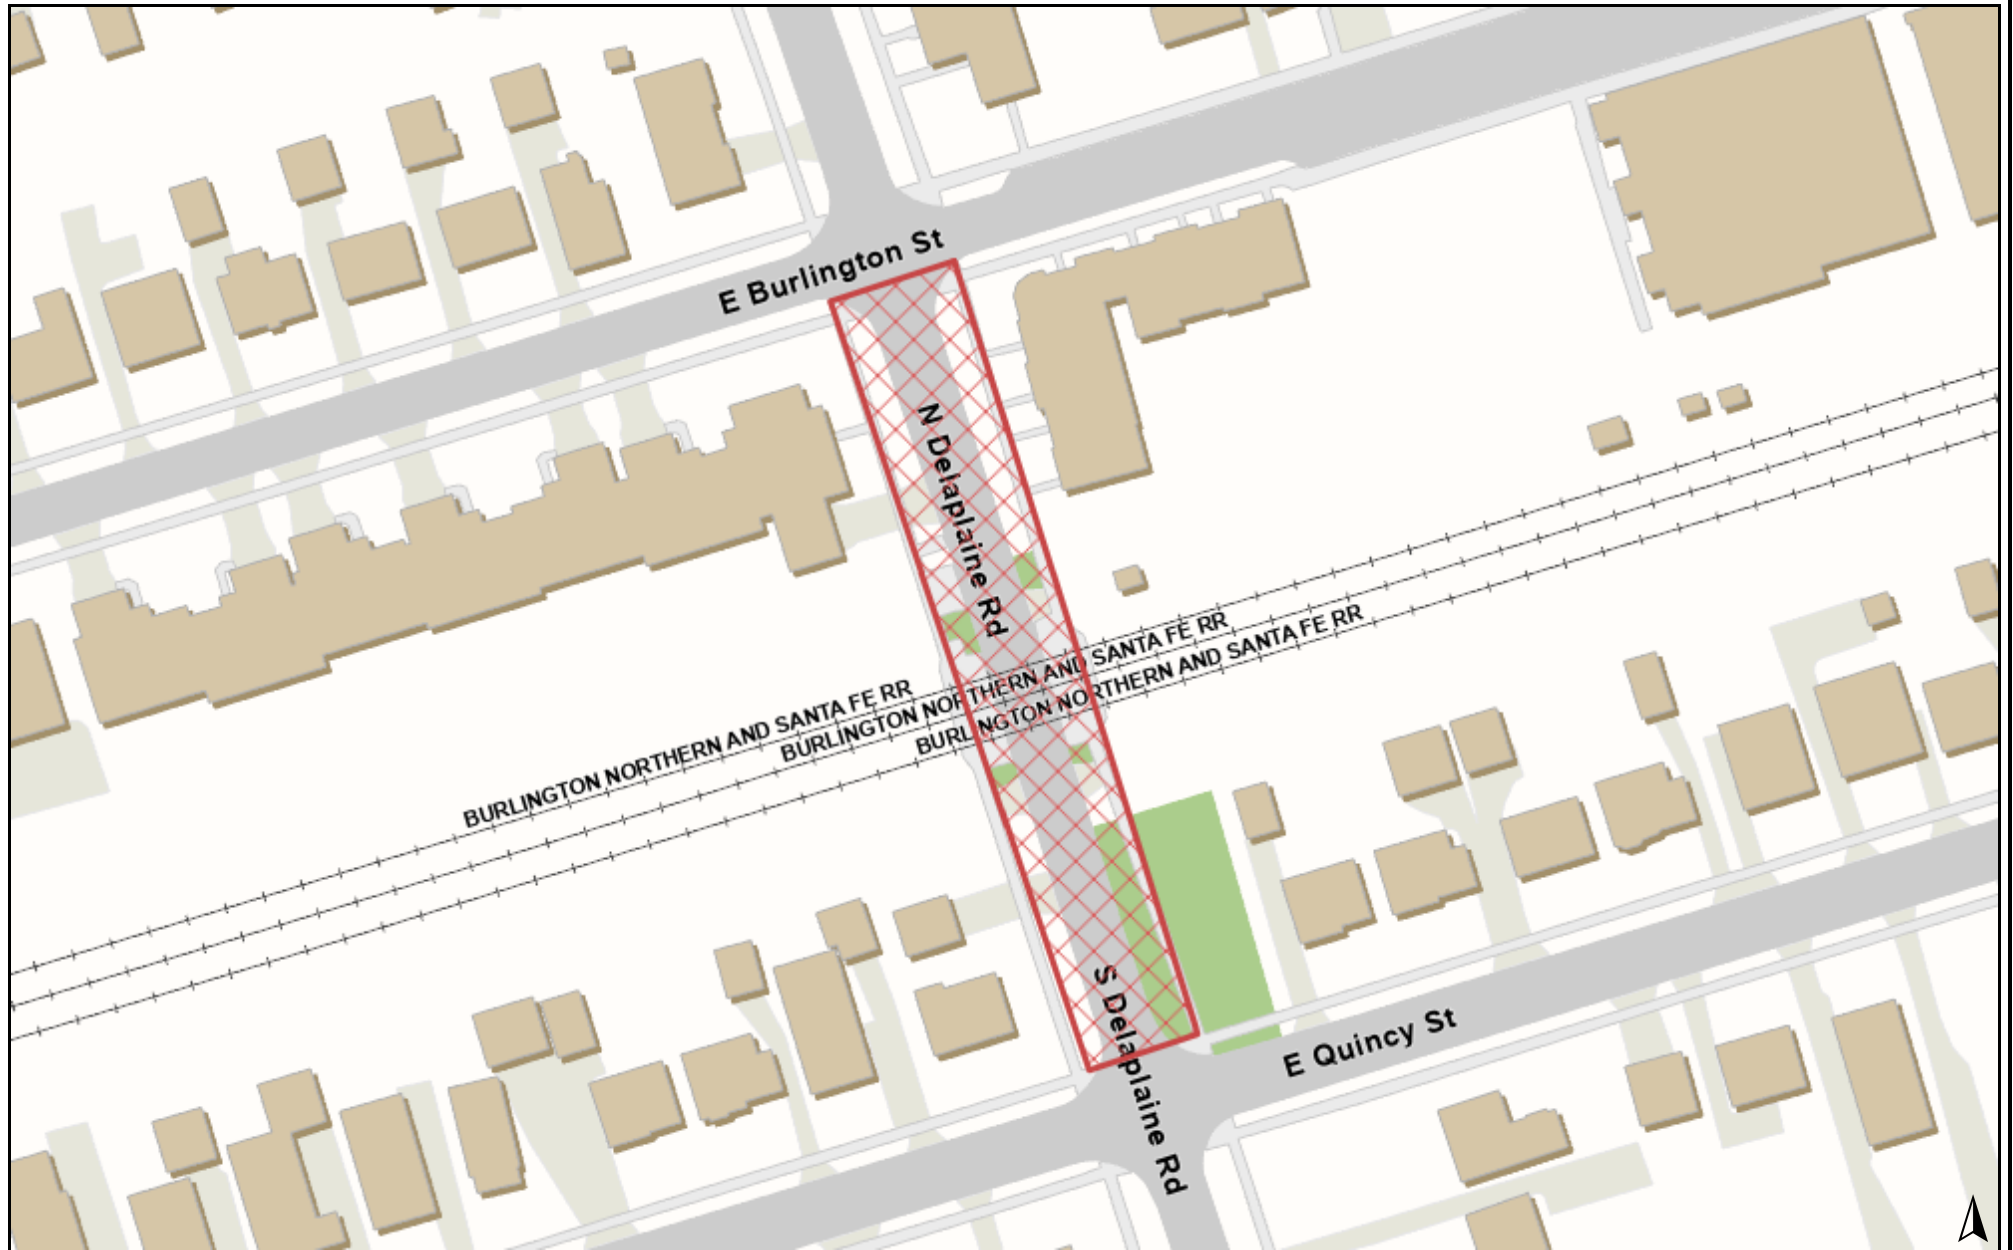 E Burlington St
N Delaplaine Rd
BURLINGTON NORTHERN AND SANTA FE RR
BURLINGTON NORTHERN AND SANTA FE RR
BURLINGTON NORTHERN AND SANTA FE RR
S Delaplaine Rd
E Quincy St